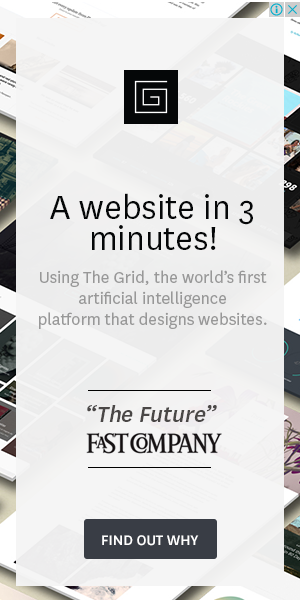 A website in 3
minutes!
Using The Grid, the world's first
artificial intelligence
platform that designs websites.
“The Future”
FAST COMPANY
FIND OUT WHY